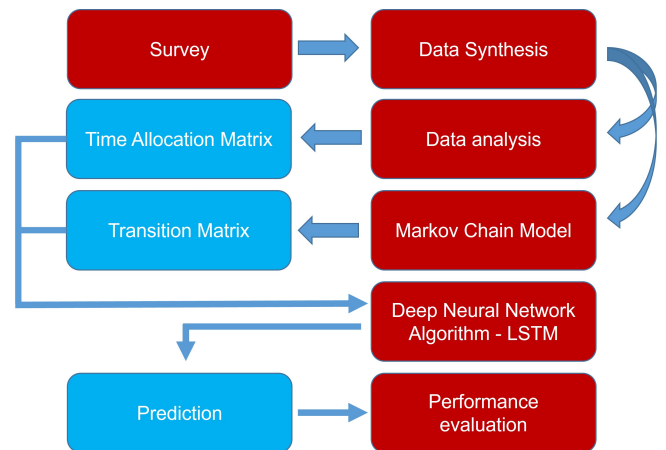 Survey
Data Synthesis
Time Allocation Matrix
Data analysis
Transition Matrix
Markov Chain Model
Deep Neural Network
Algorithm - LSTM
Prediction
Performance
evaluation